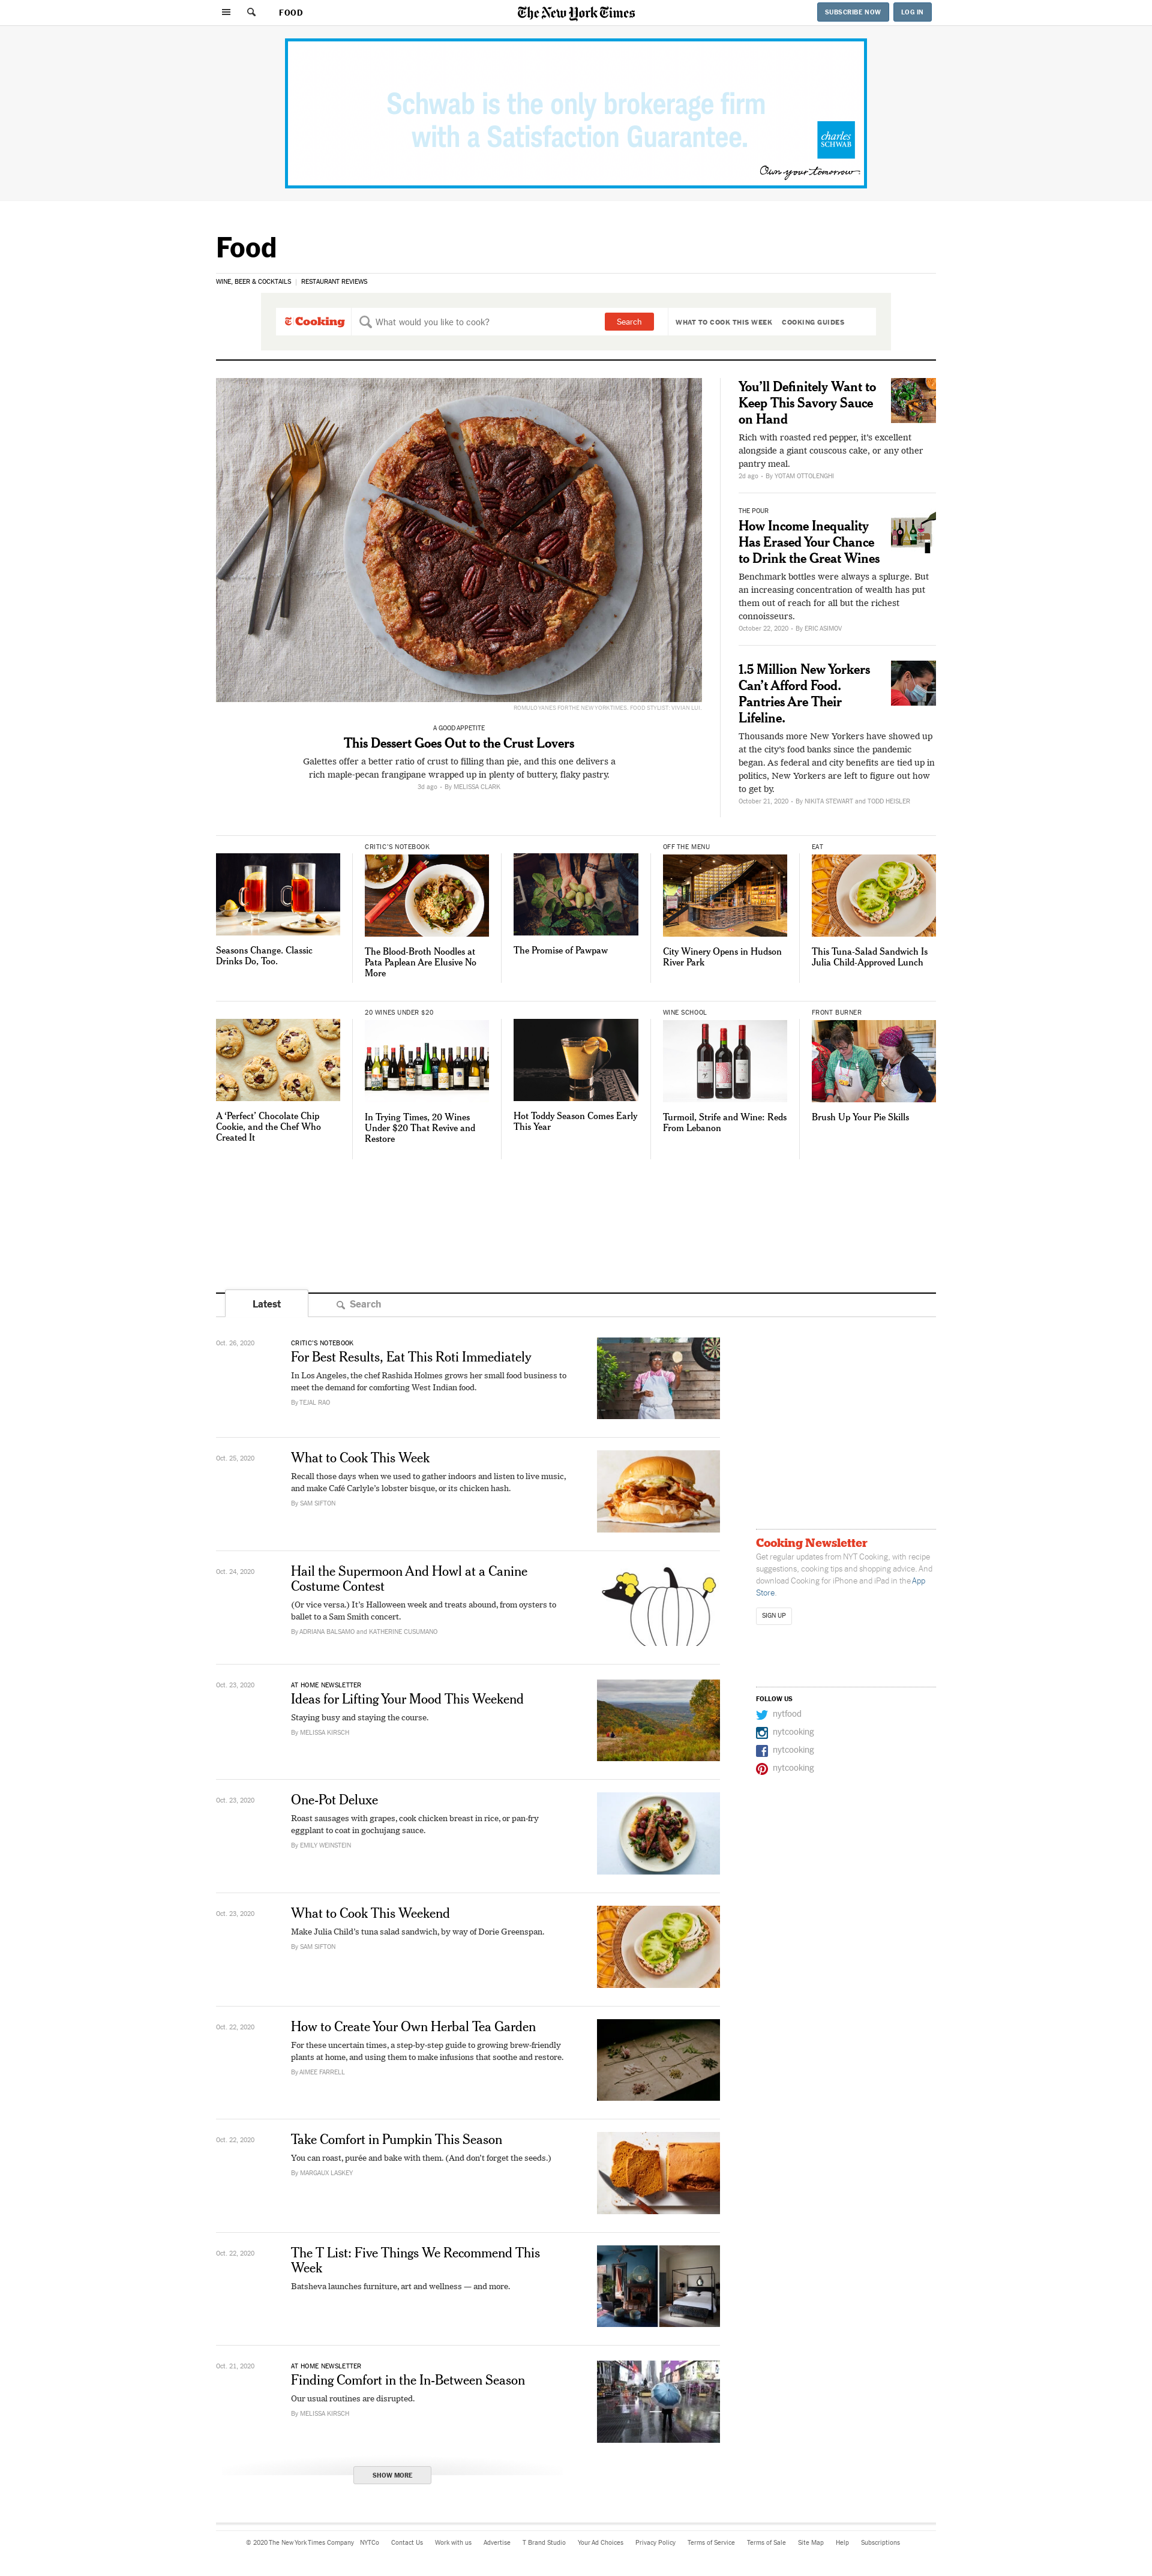 FOOD
The New York Times
SUBSCRIBE NOW
LOG IN
Schwab is the only brokerage firm
with a Satisfaction Guarantee.
charles
SCHWAB
Own your tomorrow.
Food
WINE, BEER & COCKTAILS | RESTAURANT REVIEWS
Cooking
What would you like to cook?
Search
WHAT TO COOK THIS WEEK
COOKING GUIDES
ROMULO YANES FOR THE NEW YORK TIMES. FOOD STYLIST: VIVIAN LUI.
A GOOD APPETITE
This Dessert Goes Out to the Crust Lovers
Galettes offer a better ratio of crust to filling than pie, and this one delivers a
rich maple-pecan frangipane wrapped up in plenty of buttery, flaky pastry.
3d ago - By MELISSA CLARK
You’ll Definitely Want to
Keep This Savory Sauce
on Hand
Rich with roasted red pepper, it’s excellent
alongside a giant couscous cake, or any other
pantry meal.
2d ago - By YOTAM OTTOLENGHI
THE POUR
How Income Inequality
Has Erased Your Chance
to Drink the Great Wines
Benchmark bottles were always a splurge. But
an increasing concentration of wealth has put
them out of reach for all but the richest
connoisseurs.
October 22, 2020 - By ERIC ASIMOV
1.5 Million New Yorkers
Can’t Afford Food.
Pantries Are Their
Lifeline.
Thousands more New Yorkers have showed up
at the city’s food banks since the pandemic
began. As federal and city benefits are tied up in
politics, New Yorkers are left to figure out how
to get by.
October 21, 2020 - By NIKITA STEWART and TODD HEISLER
Seasons Change. Classic
Drinks Do, Too.
CRITIC’S NOTEBOOK
The Blood-Broth Noodles at
Pata Paplean Are Elusive No
More
The Promise of Pawpaw
OFF THE MENU
City Winery Opens in Hudson
River Park
EAT
This Tuna-Salad Sandwich Is
Julia Child-Approved Lunch
A ‘Perfect’ Chocolate Chip
Cookie, and the Chef Who
Created It
20 WINES UNDER $20
In Trying Times, 20 Wines
Under $20 That Revive and
Restore
Hot Toddy Season Comes Early
This Year
WINE SCHOOL
Turmoil, Strife and Wine: Reds
From Lebanon
FRONT BURNER
Brush Up Your Pie Skills
Latest
Search
Oct. 26, 2020
CRITIC’S NOTEBOOK
For Best Results, Eat This Roti Immediately
In Los Angeles, the chef Rashida Holmes grows her small food business to
meet the demand for comforting West Indian food.
By TEJAL RAO
Oct. 25, 2020
What to Cook This Week
Recall those days when we used to gather indoors and listen to live music,
and make Café Carlyle’s lobster bisque, or its chicken hash.
By SAM SIFTON
Oct. 24, 2020
Hail the Supermoon And Howl at a Canine
Costume Contest
(Or vice versa.) It’s Halloween week and treats abound, from oysters to
ballet to a Sam Smith concert.
By ADRIANA BALSAMO and KATHERINE CUSUMANO
Oct. 23, 2020
AT HOME NEWSLETTER
Ideas for Lifting Your Mood This Weekend
Staying busy and staying the course.
By MELISSA KIRSCH
Oct. 23, 2020
One-Pot Deluxe
Roast sausages with grapes, cook chicken breast in rice, or pan-fry
eggplant to coat in gochujang sauce.
By EMILY WEINSTEIN
Oct. 23, 2020
What to Cook This Weekend
Make Julia Child’s tuna salad sandwich, by way of Dorie Greenspan.
By SAM SIFTON
Oct. 22, 2020
How to Create Your Own Herbal Tea Garden
For these uncertain times, a step-by-step guide to growing brew-friendly
plants at home, and using them to make infusions that soothe and restore.
By AIMEE FARRELL
Oct. 22, 2020
Take Comfort in Pumpkin This Season
You can roast, purée and bake with them. (And don’t forget the seeds.)
By MARGAUX LASKEY
Oct. 22, 2020
The T List: Five Things We Recommend This
Week
Batsheva launches furniture, art and wellness — and more.
Oct. 21, 2020
AT HOME NEWSLETTER
Finding Comfort in the In-Between Season
Our usual routines are disrupted.
By MELISSA KIRSCH
SHOW MORE
Cooking Newsletter
Get regular updates from NYT Cooking, with recipe
suggestions, cooking tips and shopping advice. And
download Cooking for iPhone and iPad in the App
Store.
SIGN UP
FOLLOW US
nytfood
nytcooking
nytcooking
nytcooking
© 2020 The New York Times Company NYTCo Contact Us Work with us Advertise T Brand Studio Your Ad Choices Privacy Policy Terms of Service Terms of Sale Site Map Help Subscriptions